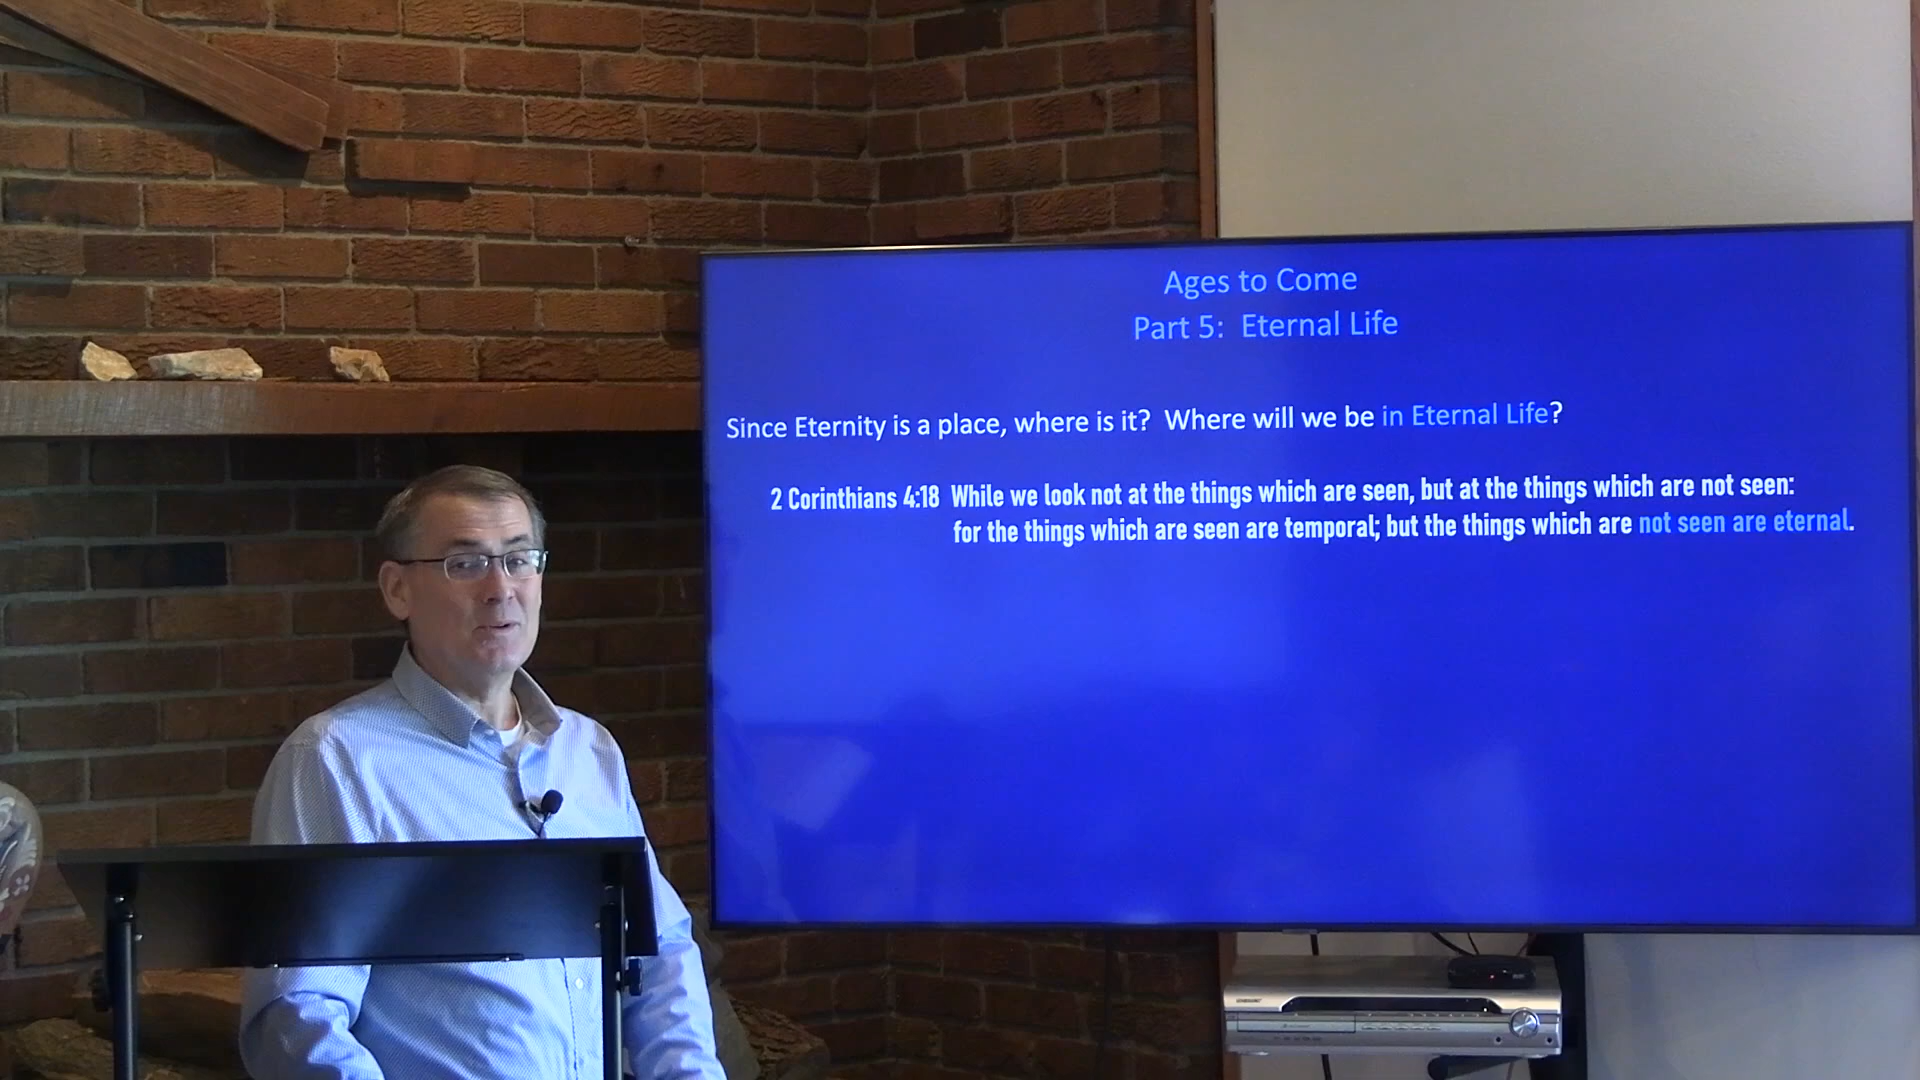 Ages to Come
Part 5: Eternal Life
Since Eternity is a place, where is it? Where will we be in Eternal Life?
2 Corinthians 4:18 While we look not at the things which are seen, but at the things which are not seen:
for the things which are seen are temporal; but the things which are not seen are eternal.